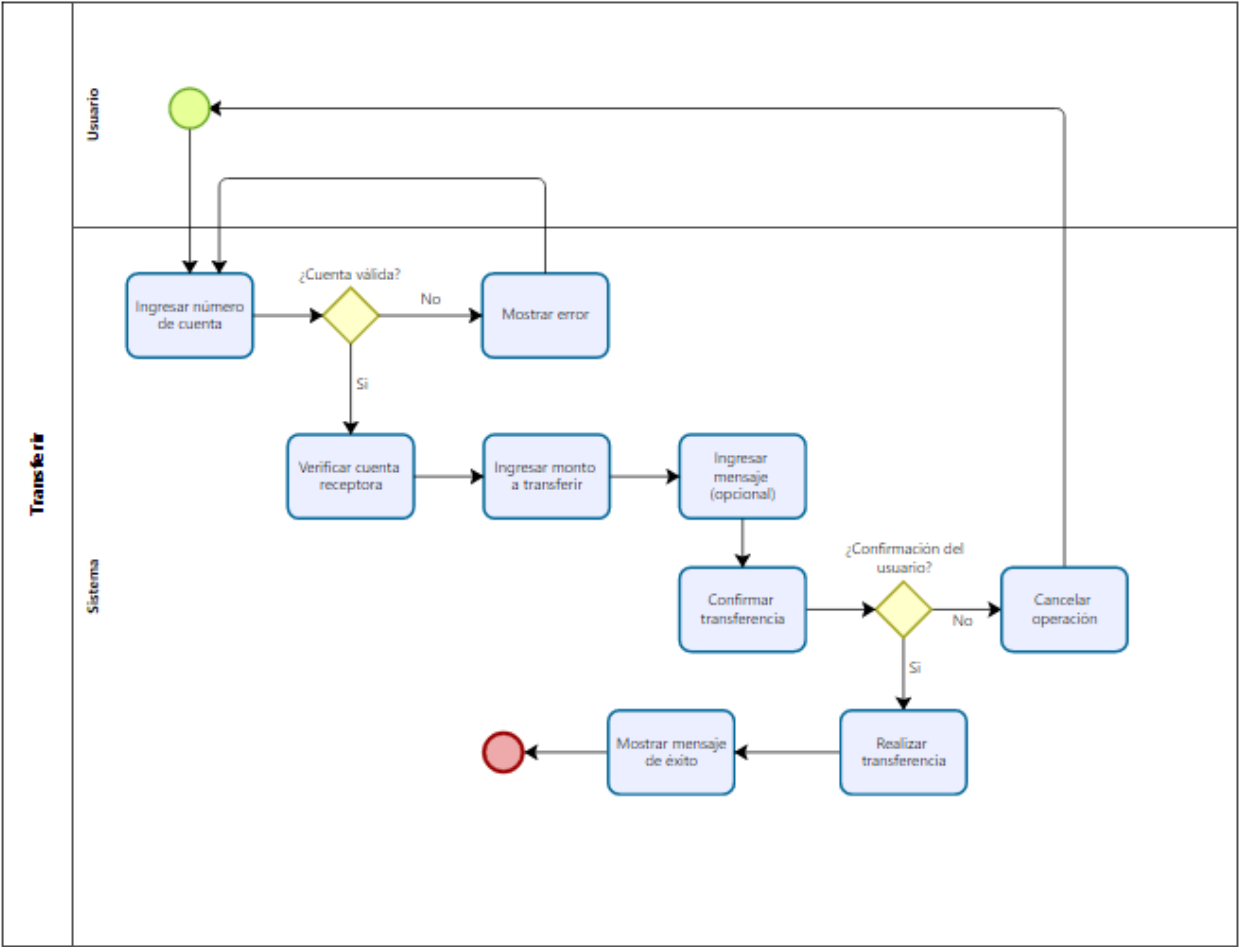 Transferir
Usuario
Sistema
Ingresar número
de cuenta
¿Cuenta válida?
No
Mostrar error
Si
Verificar cuenta
receptora
Ingresar monto
a transferir
Ingresar
mensaje
(opcional)
Confirmar
transferencia
¿Confirmación del
usuario?
No
Cancelar
operación
Si
Realizar
transferencia
Mostrar mensaje
de éxito